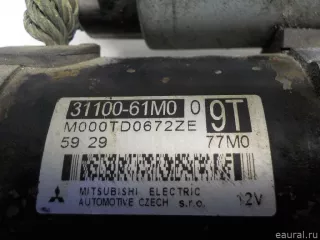 31100-61M0 0 9T
M000TD0672ZE
59 29 77M0
MITSUBISHI ELECTRIC
AUTOMOTIVE CZECH s.r.o. 12V
eaural.ru